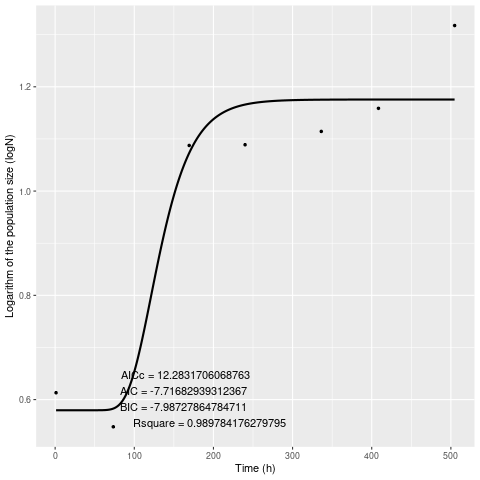 1.2
1.0
0.8
0.6
Logarithm of the population size (logN)
AICc = 12.2831706068763
AIC = -7.71682939312367
BIC = -7.98727864784711
Rsquare = 0.989784176279795
0 100 200 300 400 500
Time (h)